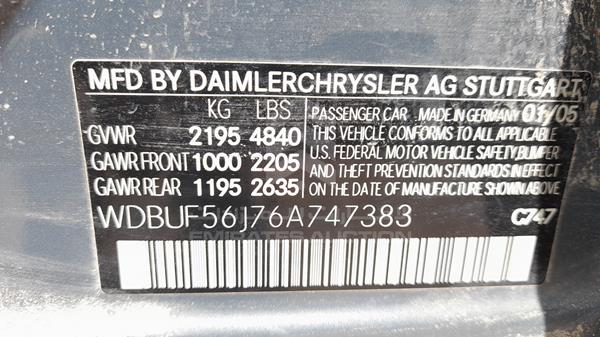 MFD BY DAIMLERCHRYSLER AG STUTTGART
KG LBS
GVWR 2195 4840
GAWR FRONT 1000 2205
GAWR REAR 1195 2635
PASSENGER CAR MADE IN GERMANY 01/05
THIS VEHICLE CONFORMS TO ALL APPLICABLE
U.S. FEDERAL MOTOR VEHICLE SAFETY, BUMPER
AND THEFT PREVENTION STANDARDS IN EFFECT
ON THE DATE OF MANUFACTURE SHOWN ABOVE.
WDBUF56J76A747383 C747
EMIRATES AUCTION